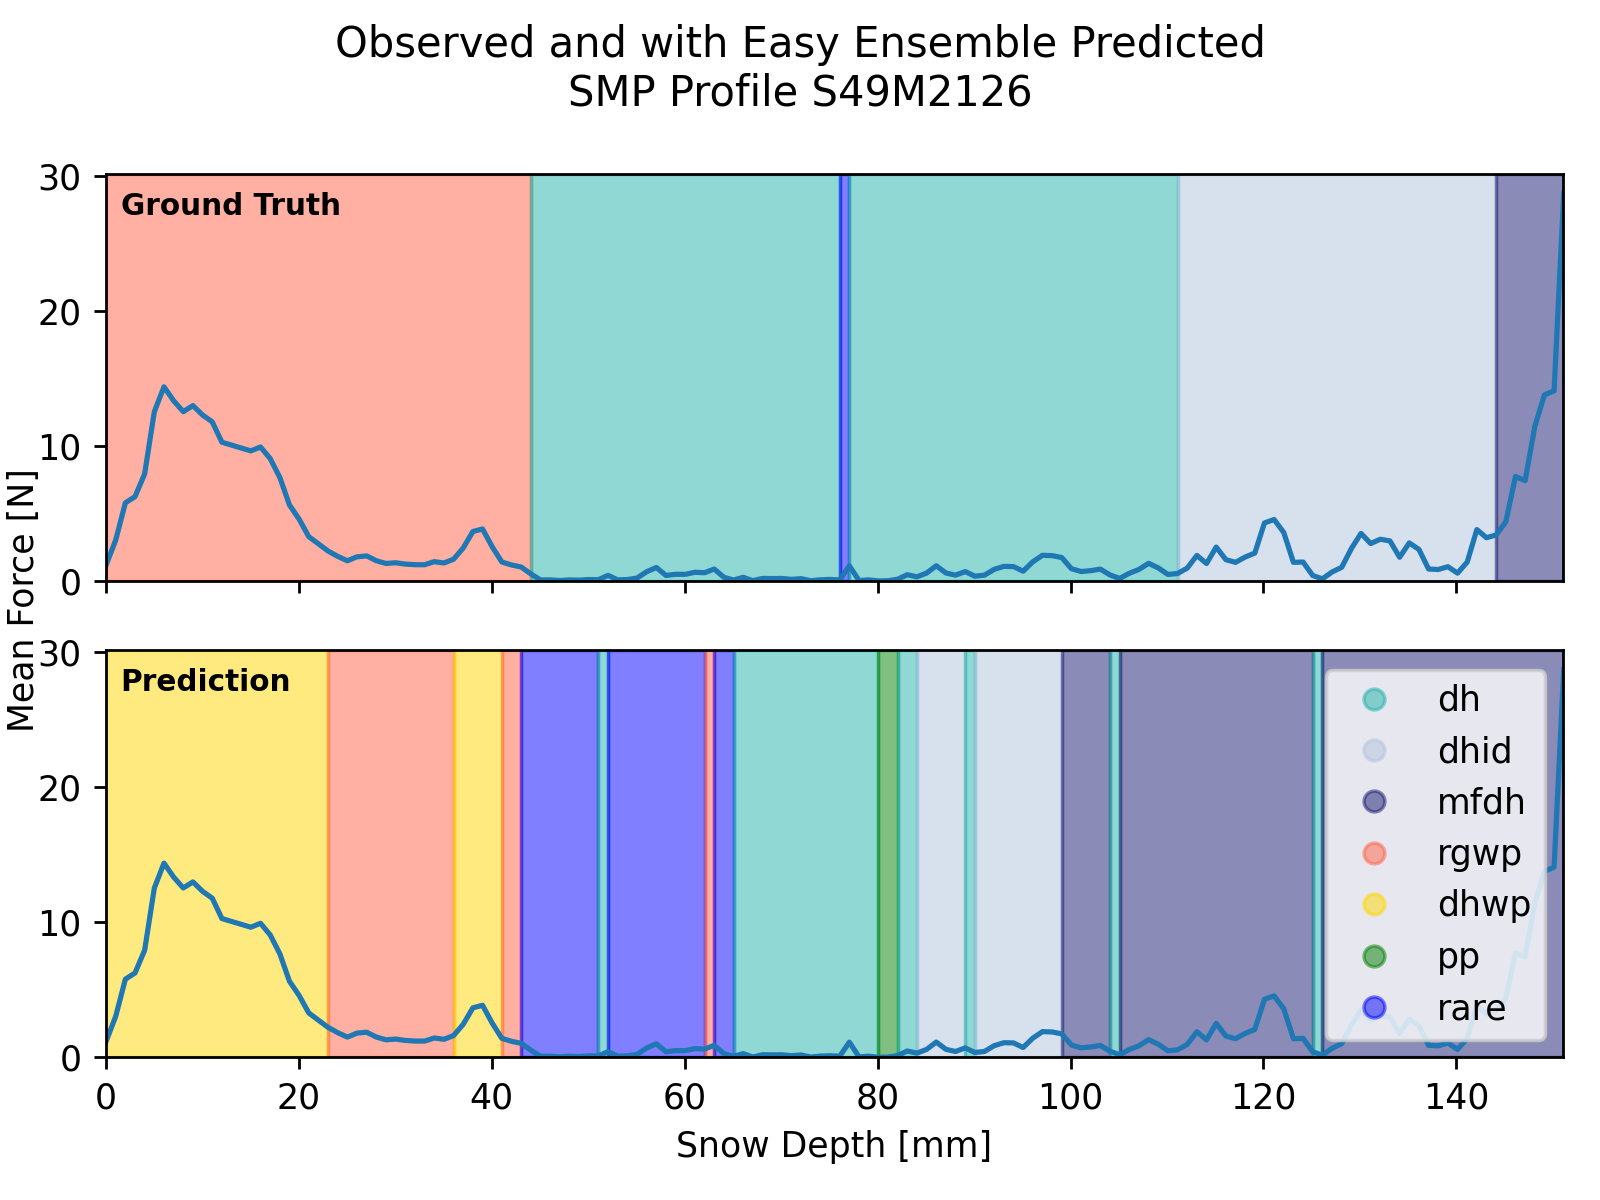 Observed and with Easy Ensemble Predicted
SMP Profile S49M2126
30
Ground Truth
20
10
0
Mean Force [N]
30
Prediction
20
10
0
dh
dhid
mfdh
rgwp
dhwp
pp
rare
0 20 40 60 80 100 120 140
Snow Depth [mm]